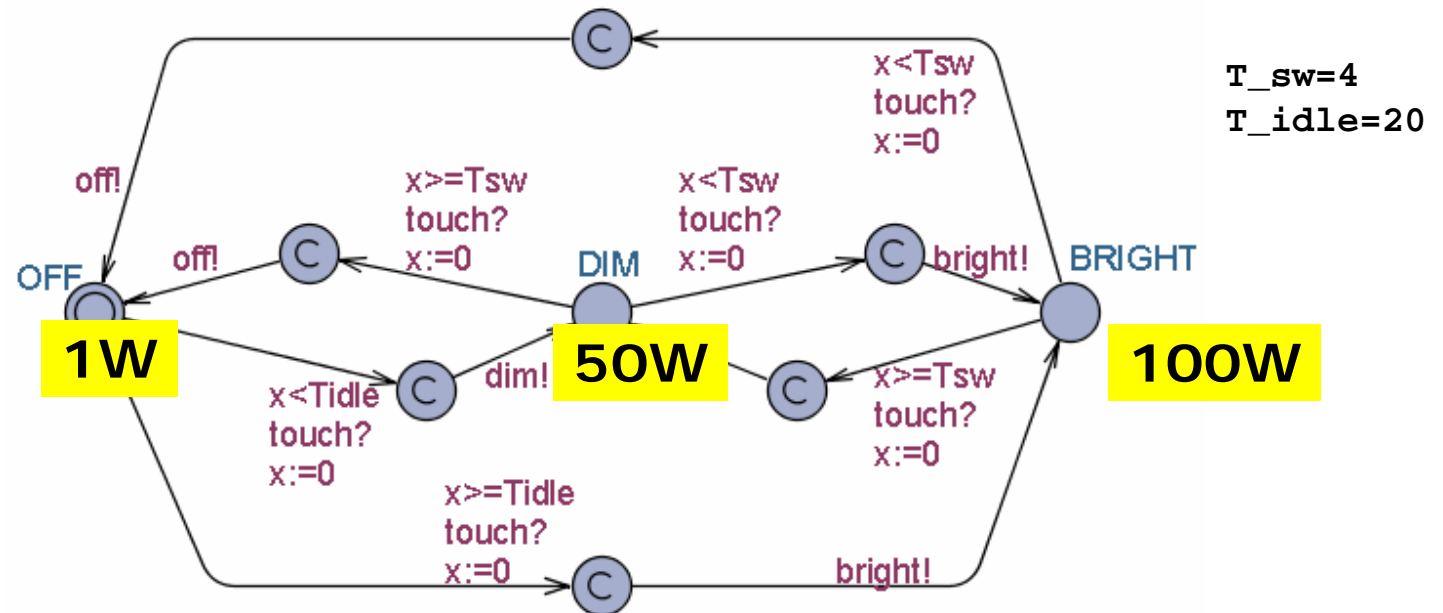 C
x<Tsw
touch?
x:=0
T_sw=4
T_idle=20
off!
x>=Tsw
touch?
x:=0
x<Tsw
touch?
x:=0
off!
C
DIM
C
bright!
BRIGHT
OFF
1W
50W
100W
x<Tidle
touch?
x:=0
C
dim!
C
x>=Tsw
touch?
x:=0
x>=Tidle
touch?
x:=0
C
bright!